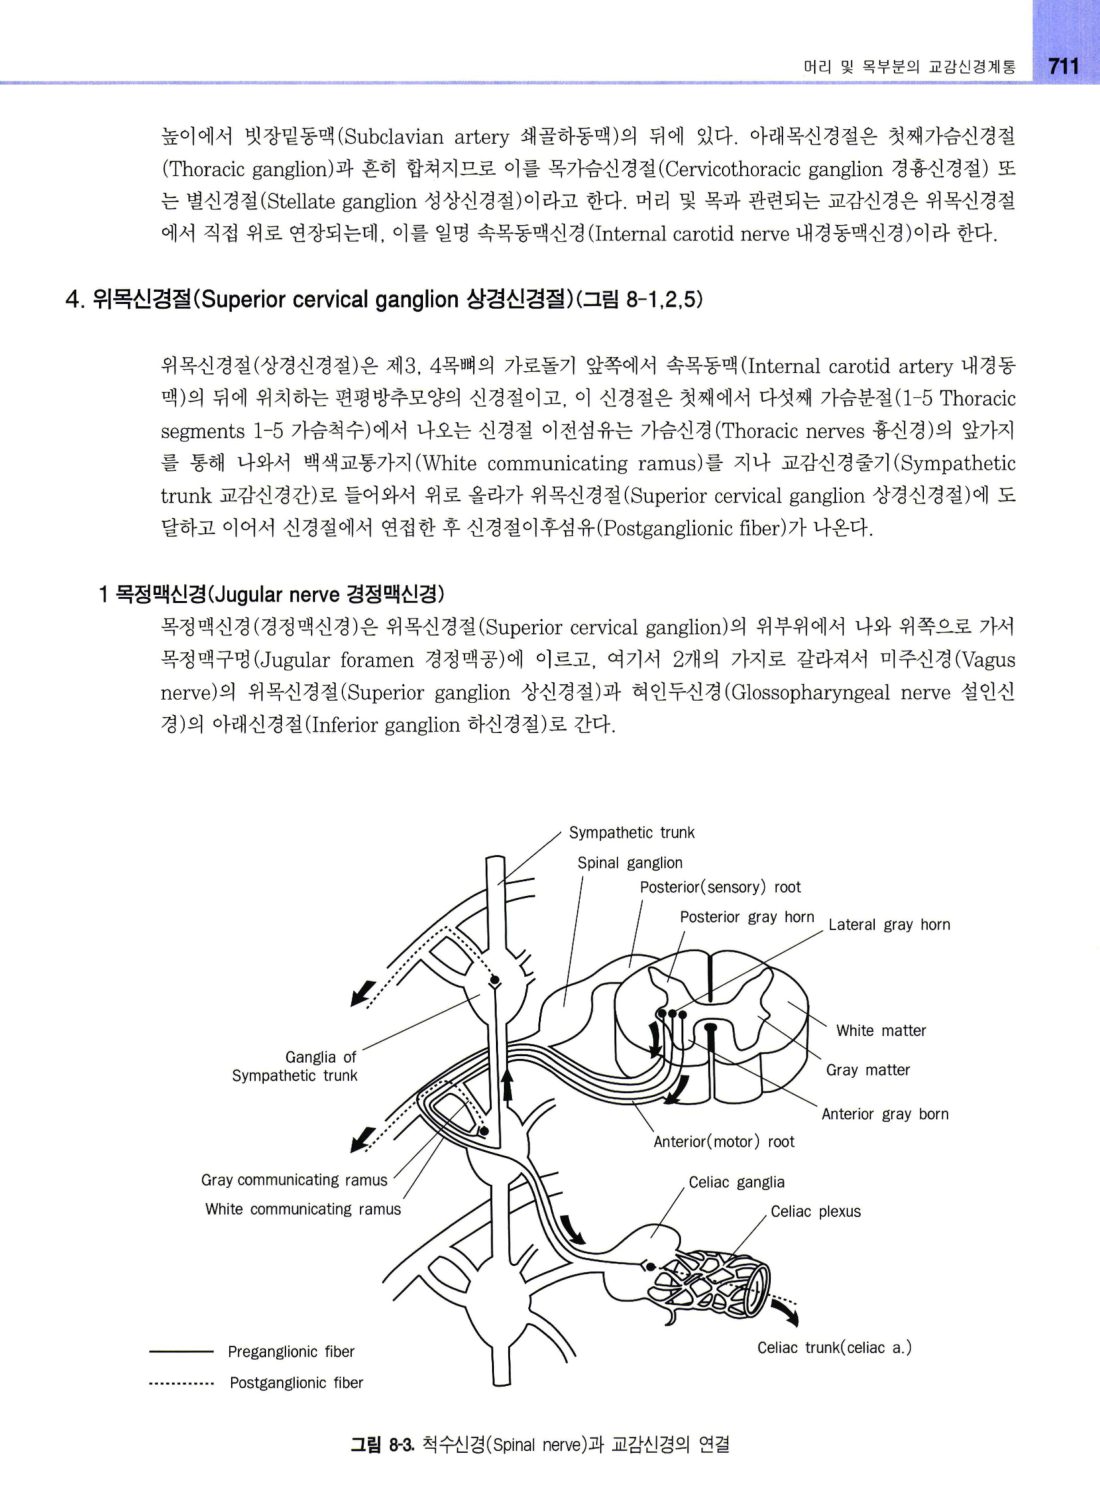 머리 및 목부분의 교감신경계통 711
높이에서 빗장밑동맥(Subclavian artery 쇄골하동맥)의 뒤에 있다. 아래목신경절은 첫째가슴신경절
(Thoracic ganglion)과 흔히 합쳐지므로 이를 목가슴신경절(Cervicothoracic ganglion 경흉신경절) 또
는 별신경절(Stellate ganglion 성상신경절)이라고 한다. 머리 및 목과 관련되는 교감신경은 위목신경절
에서 직접 위로 연장되는데, 이를 일명 속목동맥신경(Internal carotid nerve 내경동맥신경)이라 한다.
4. 위목신경절(Superior cervical ganglion 상경신경절)(그림 8-1,2,5)
위목신경절(상경신경절)은 제3, 4목뼈의 가로돌기 앞쪽에서 속목동맥(Internal carotid artery 내경동
맥)의 뒤에 위치하는 편평방추모양의 신경절이고, 이 신경절은 첫째에서 다섯째 가슴분절(1-5 Thoracic
segments 1-5 가슴척수)에서 나오는 신경절 이전섬유는 가슴신경(Thoracic nerves 흉신경)의 앞가지
를 통해 나와서 백색교통가지(White communicating ramus)를 지나 교감신경줄기(Sympathetic
trunk 교감신경간)로 들어와서 위로 올라가 위목신경절(Superior cervical ganglion 상경신경절)에 도
달하고 이어서 신경절에서 연접한 후 신경절이후섬유(Postganglionic fiber)가 나온다.
1 목정맥신경(Jugular nerve 경정맥신경)
목정맥신경(경정맥신경)은 위목신경절(Superior cervical ganglion)의 위부위에서 나와 위쪽으로 가서
목정맥구멍(Jugular foramen 경정맥공)에 이르고, 여기서 2개의 가지로 갈라져서 미주신경(Vagus
nerve)의 위목신경절(Superior ganglion 상신경절)과 혀인두신경(Glossopharyngeal nerve 설인신
경)의 아래신경절(Inferior ganglion 하신경절)로 간다.
Sympathetic trunk
Spinal ganglion
Posterior(sensory) root
Posterior gray horn
Lateral gray horn
White matter
Ganglia of
Sympathetic trunk
Gray matter
Anterior gray born
Anterior(motor) root
Gray communicating ramus
White communicating ramus
Celiac ganglia
Celiac plexus
Celiac trunk(celiac a.)
Preganglionic fiber
Postganglionic fiber
그림 8-3. 척수신경(Spinal nerve)과 교감신경의 연결